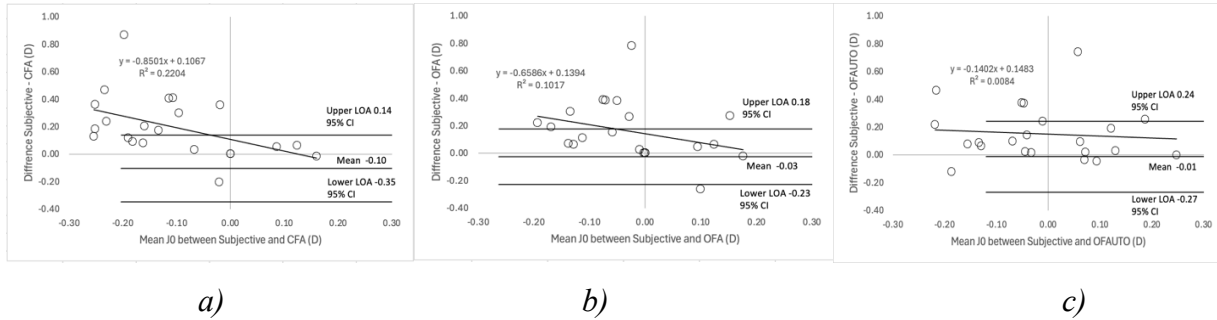 Diffrence Subjective - CFA (D)
1.00
0.80
0.60
0.40
0.20
0.00
-0.20
-0.40
y = -0.8501x + 0.1067
R² = 0.2204
Upper LOA 0.14
95% CI
Mean -0.10
Lower LOA -0.35
95% CI
-0.30 -0.20 -0.10 0.00 0.10 0.20 0.30
Mean J0 between Subjective and CFA (D)
a)
Diffrence Subjective - OFA (D)
1.00
0.80
0.60
0.40
0.20
0.00
-0.20
-0.40
y = -0.6586x + 0.1394
R² = 0.1017
Upper LOA 0.18
95% CI
Mean -0.03
Lower LOA -0.23
95% CI
-0.30 -0.20 -0.10 0.00 0.10 0.20 0.30
Mean J0 between Subjective and OFA (D)
b)
Diffrence Subjective - OFAUTO (D)
1.00
0.80
0.60
0.40
0.20
0.00
-0.20
-0.40
y = -0.1402x + 0.1483
R² = 0.0084
Upper LOA 0.24
95% CI
Mean -0.01
Lower LOA -0.27
95% CI
-0.30 -0.20 -0.10 0.00 0.10 0.20 0.30
Mean J0 between Subjective and OFAUTO (D)
c)